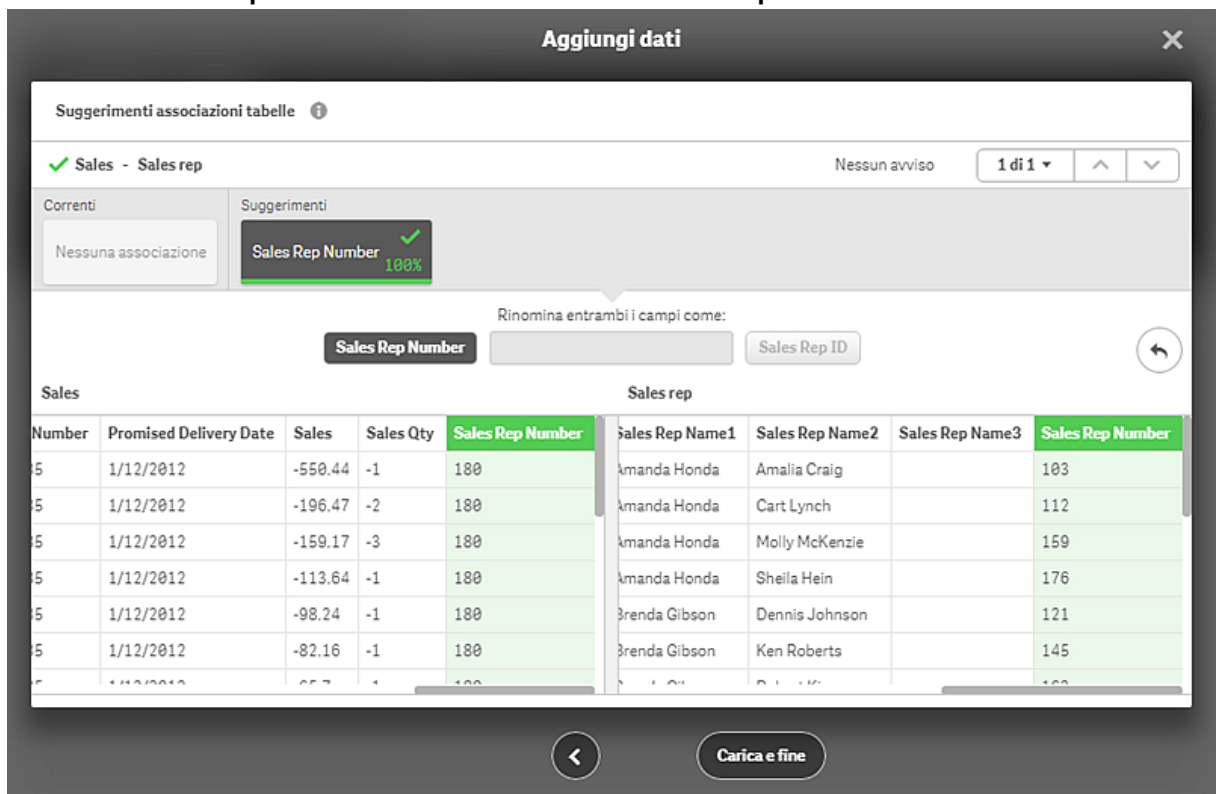 Aggiungi dati
Suggerimenti associazioni tabelle
Sales - Sales rep Nessun avviso 1 di 1
Correnti Suggerimenti
Nessuna associazione Sales Rep Number 100%
Rinomina entrambi i campi come:
Sales Rep Number Sales Rep ID
Sales Sales rep
Number Promised Delivery Date Sales Sales Qty Sales Rep Number Sales Rep Name1 Sales Rep Name2 Sales Rep Name3 Sales Rep Number
1/12/2012 -550.44 -1 180 Amanda Honda Amalia Craig 103
1/12/2012 -196.47 -2 180 Amanda Honda Cart Lynch 112
1/12/2012 -159.17 -3 180 Amanda Honda Molly McKenzie 159
1/12/2012 -113.64 -1 180 Amanda Honda Sheila Hein 176
1/12/2012 -98.24 -1 180 Brenda Gibson Dennis Johnson 121
1/12/2012 -82.16 -1 180 Brenda Gibson Ken Roberts 145
Carica e fine